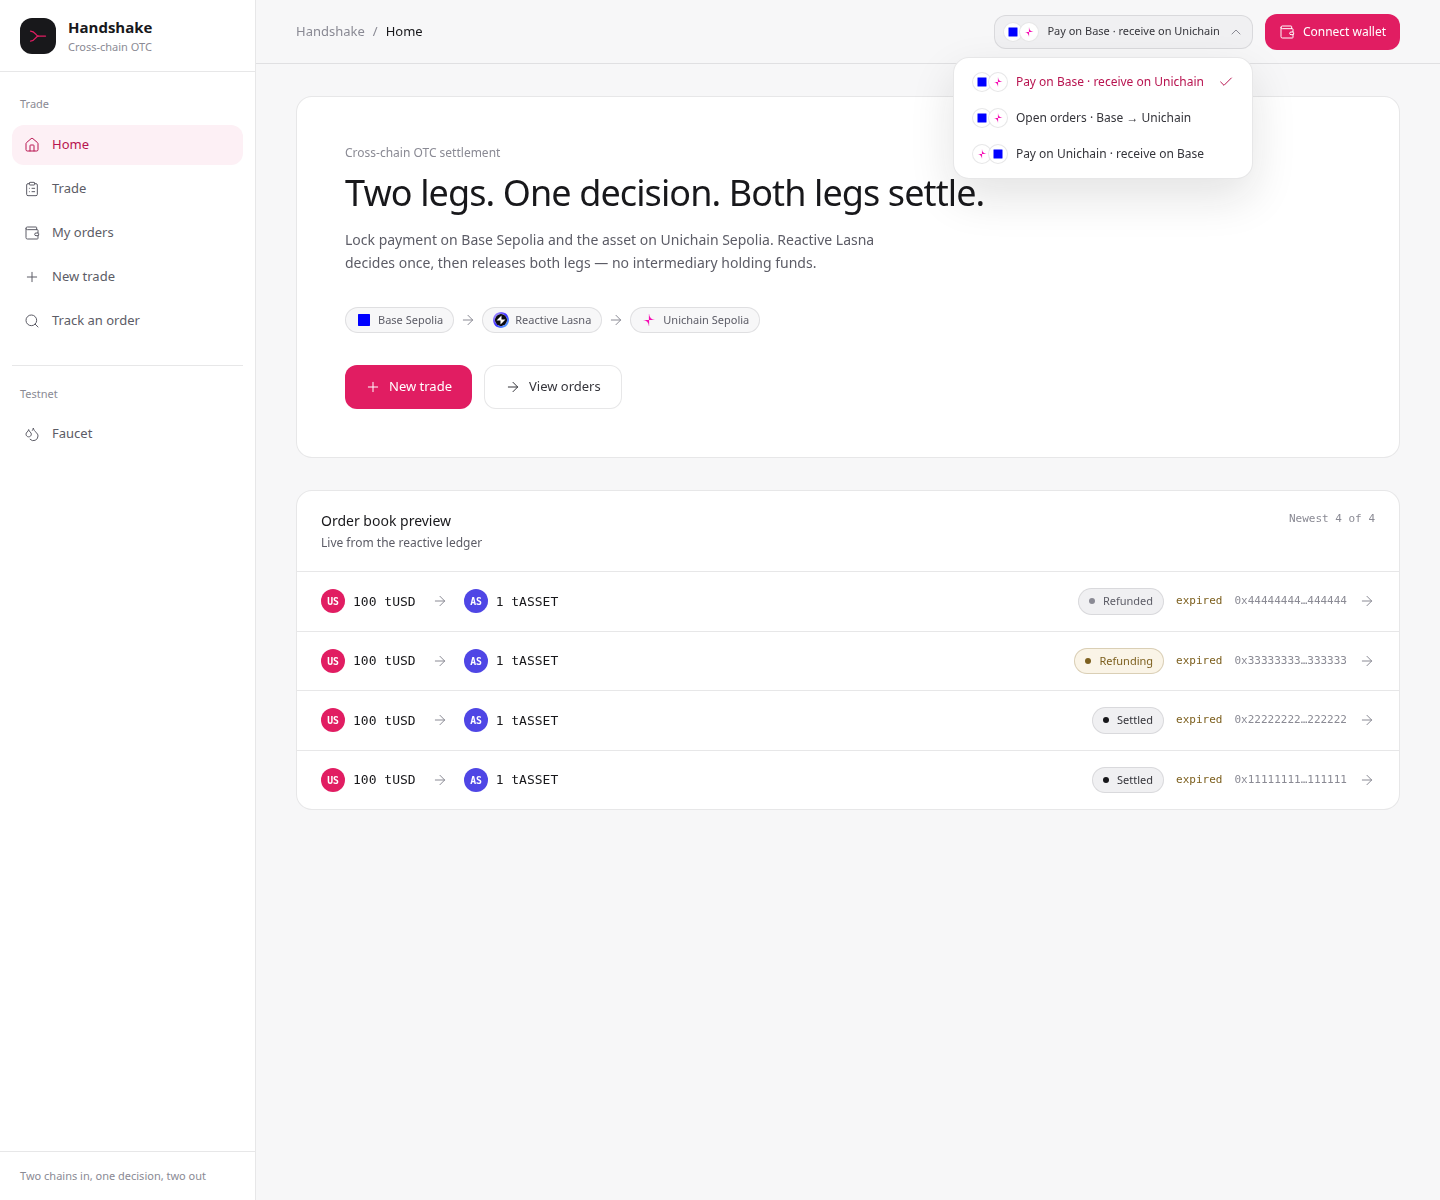 Handshake
Cross-chain OTC
Trade
Home
Trade
My orders
New trade
Track an order
Testnet
Faucet
Two chains in, one decision, two out
Handshake / Home
Pay on Base · receive on Unichain
Connect wallet
Pay on Base · receive on Unichain
Open orders · Base → Unichain
Pay on Unichain · receive on Base
Cross-chain OTC settlement
Two legs. One decision. Both legs settle.
Lock payment on Base Sepolia and the asset on Unichain Sepolia. Reactive Lasna
decides once, then releases both legs — no intermediary holding funds.
Base Sepolia → Reactive Lasna → Unichain Sepolia
New trade
→ View orders
Order book preview
Newest 4 of 4
Live from the reactive ledger
US 100 tUSD → AS 1 tASSET Refunded expired 0x44444444…444444 →
US 100 tUSD → AS 1 tASSET Refunding expired 0x33333333…333333 →
US 100 tUSD → AS 1 tASSET Settled expired 0x22222222…222222 →
US 100 tUSD → AS 1 tASSET Settled expired 0x11111111…111111 →